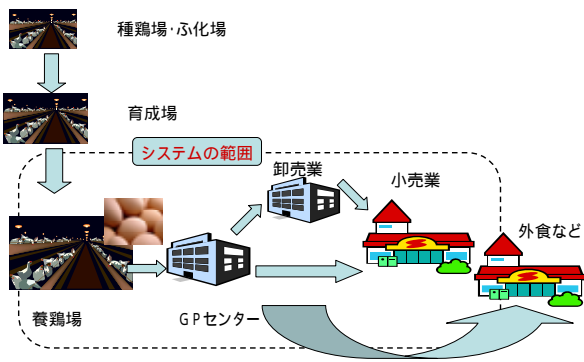 種鶏場･ふ化場
育成場
システムの範囲
卸売業
小売業
外食など
養鶏場
ＧＰセンター